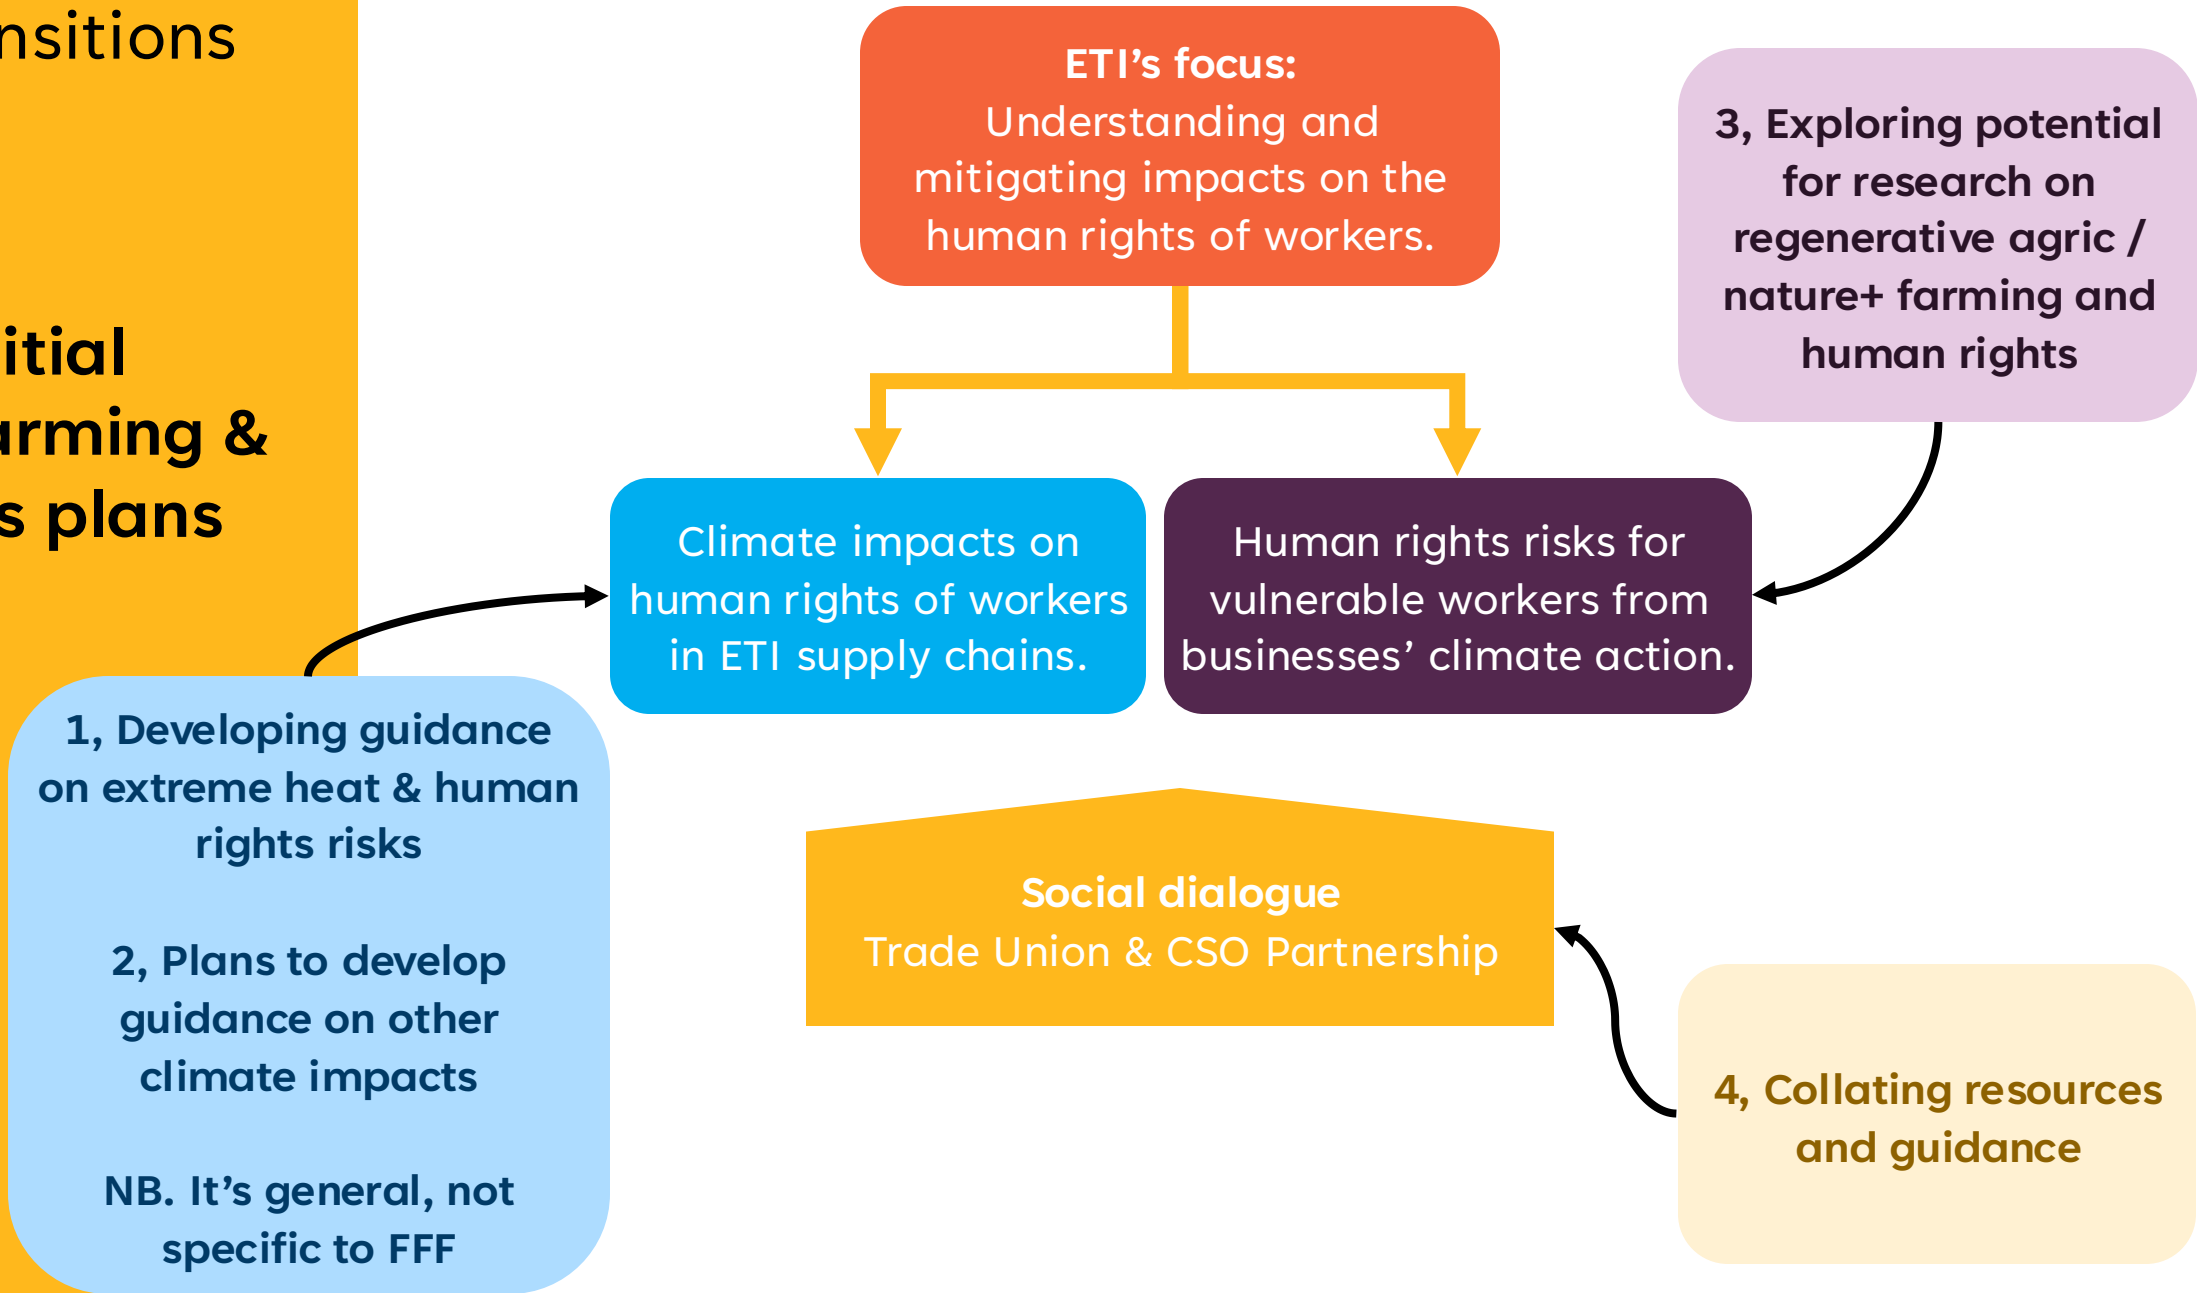 nsitions
itial
arming &
s plans
ETI’s focus:
Understanding and
mitigating impacts on the
human rights of workers.
3, Exploring potential
for research on
regenerative agric /
nature+ farming and
human rights
Climate impacts on
human rights of workers
in ETI supply chains.
Human rights risks for
vulnerable workers from
businesses’ climate action.
1, Developing guidance
on extreme heat & human
rights risks
2, Plans to develop
guidance on other
climate impacts
NB. It’s general, not
specific to FFF
Social dialogue
Trade Union & CSO Partnership
4, Collating resources
and guidance